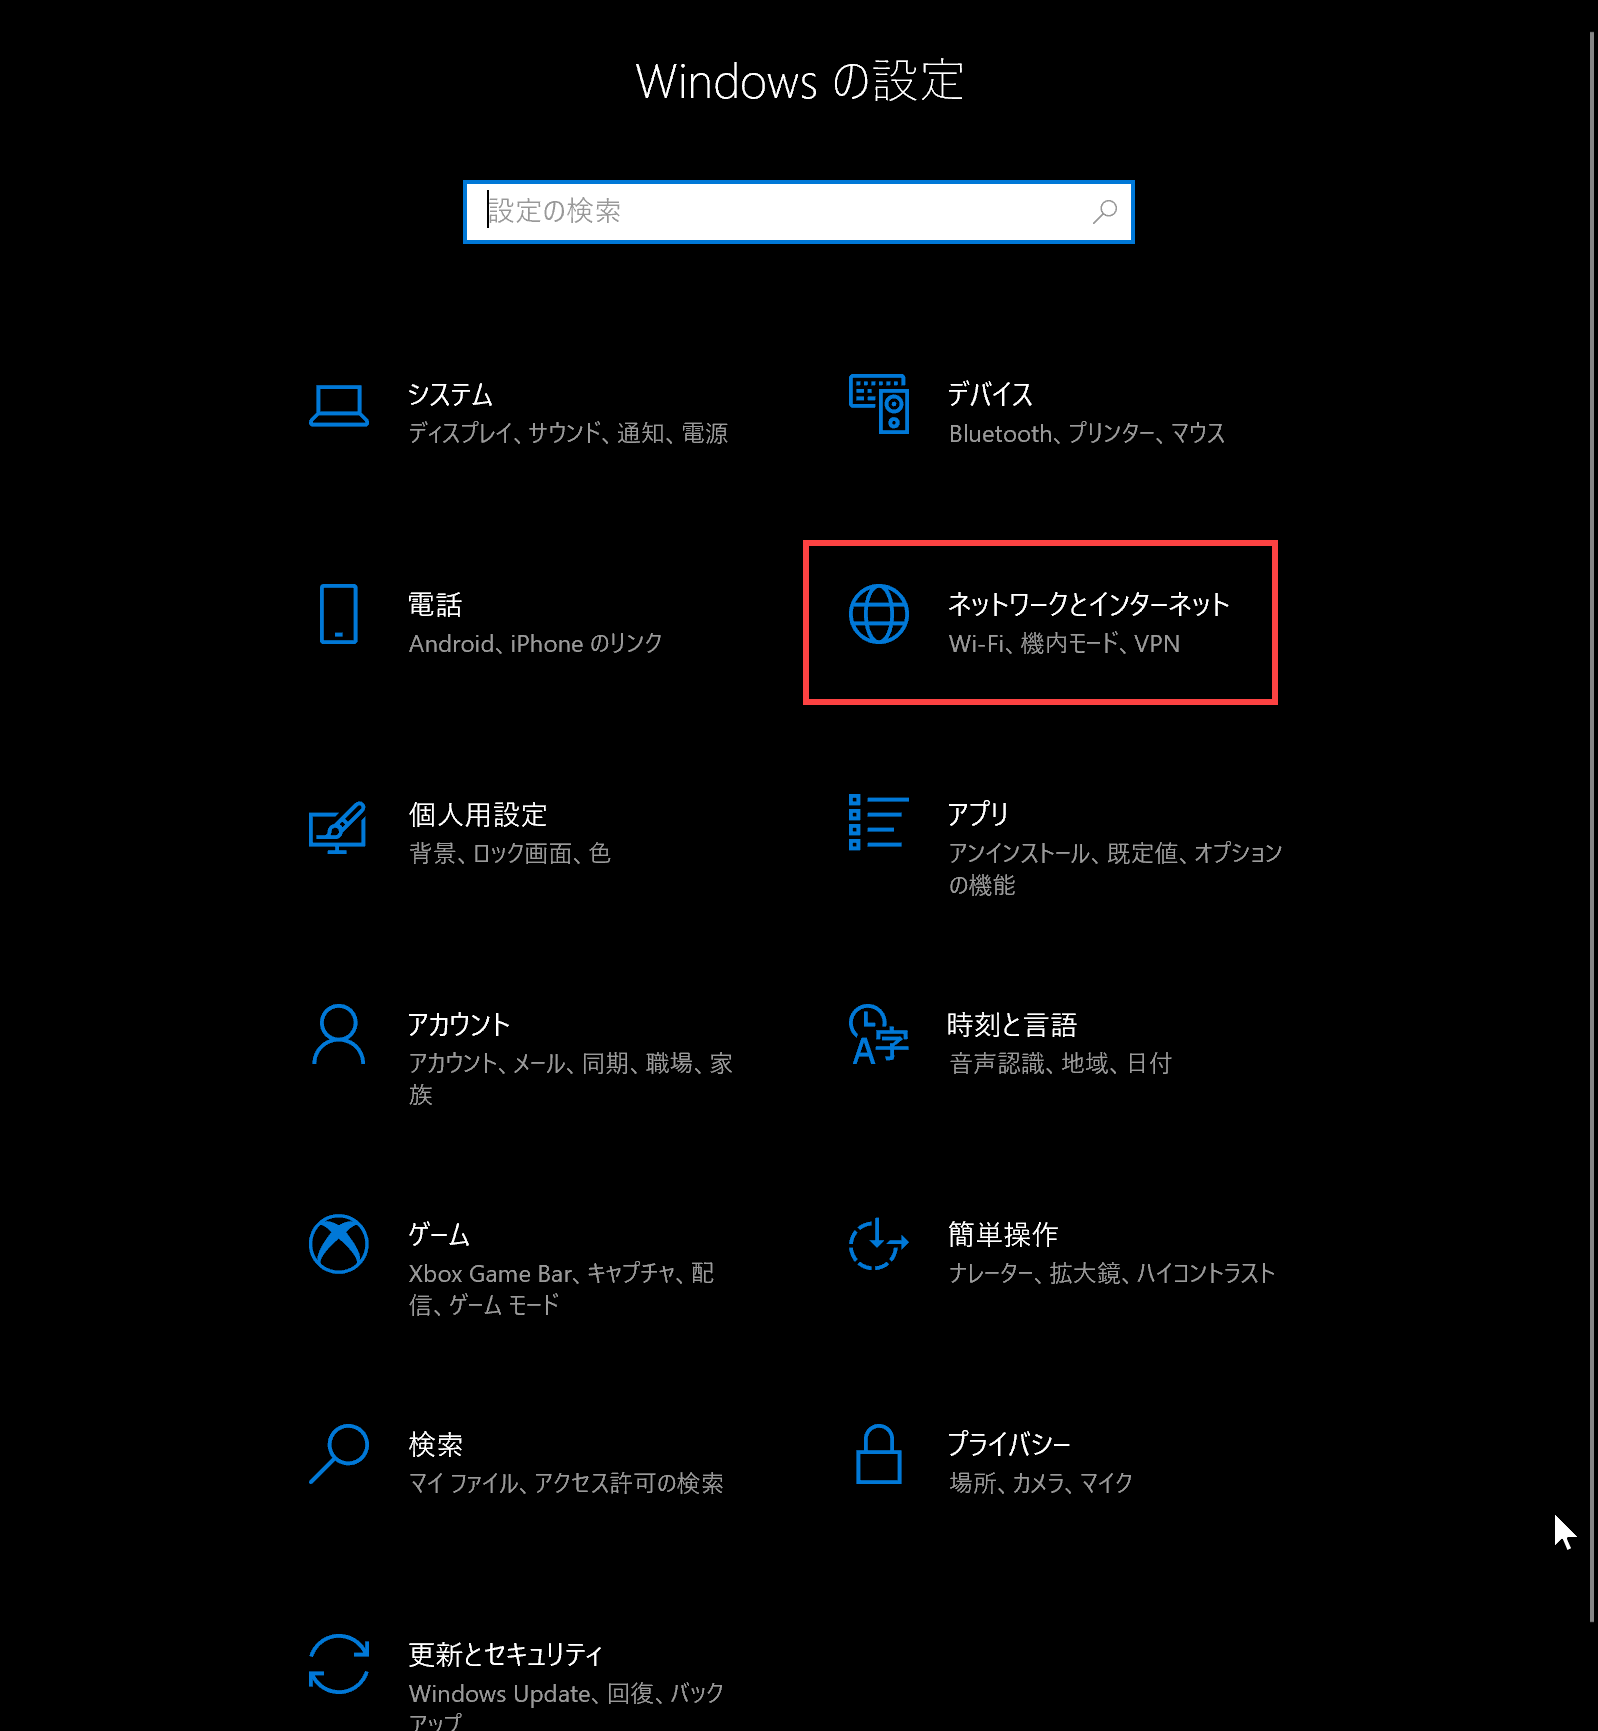 Windows の設定
設定の検索
システム
ディスプレイ、サウンド、通知、電源
デバイス
Bluetooth、プリンター、マウス
電話
Android、iPhone のリンク
ネットワークとインターネット
Wi-Fi、機内モード、VPN
個人用設定
背景、ロック画面、色
アプリ
アンインストール、既定値、オプション
の機能
アカウント
アカウント、メール、同期、職場、家
族
時刻と言語
音声認識、地域、日付
ゲーム
Xbox Game Bar、キャプチャ、配
信、ゲーム モード
簡単操作
ナレーター、拡大鏡、ハイコントラスト
検索
マイ ファイル、アクセス許可の検索
プライバシー
場所、カメラ、マイク
更新とセキュリティ
Windows Update、回復、バック
アップ